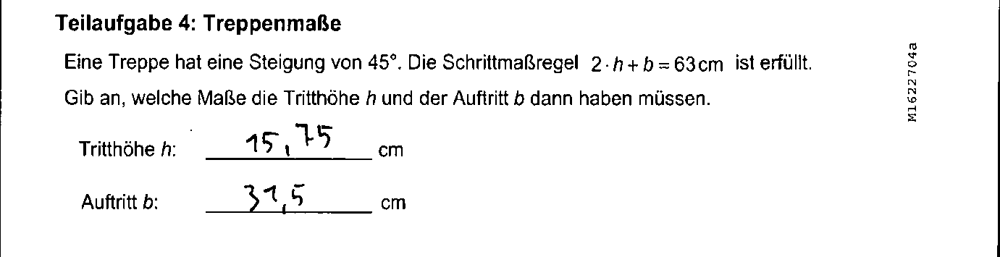 Teilaufgabe 4: Treppenmaße
Eine Treppe hat eine Steigung von 45°. Die Schrittmaßregel 2 · h + b = 63 cm ist erfüllt.
Gib an, welche Maße die Tritthöhe h und der Auftritt b dann haben müssen.
Tritthöhe h: 15,75 cm
Auftritt b: 31,5 cm
M1622704a